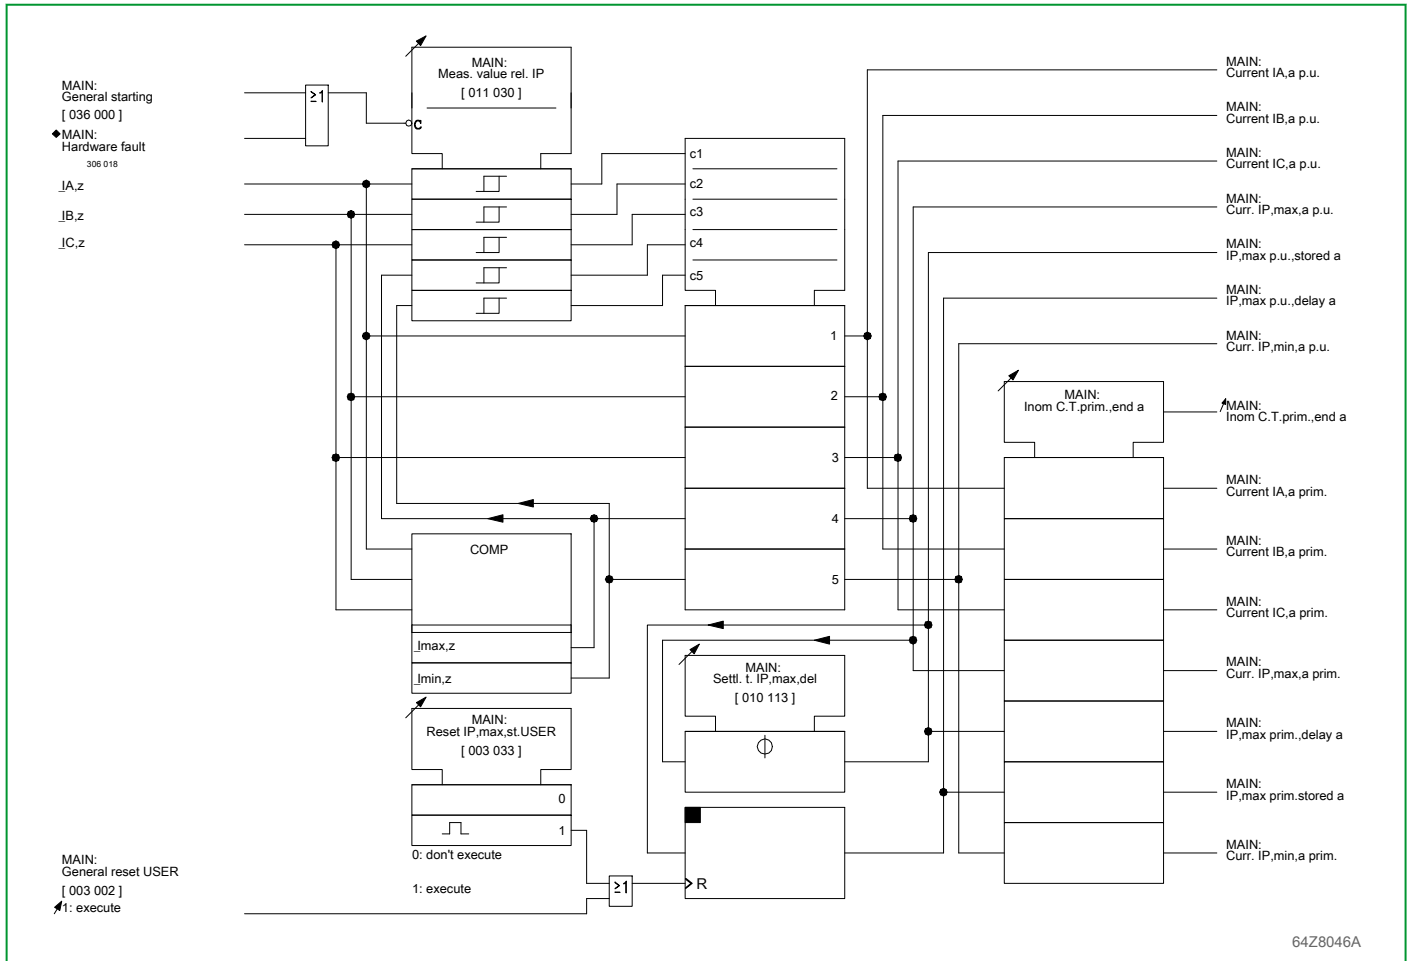 MAIN:
General starting
[ 036 000 ]
MAIN:
Hardware fault
306 018
_IA,z
_IB,z
_IC,z
≥1
MAIN:
Meas. value rel. IP
[ 011 030 ]
C
c1
c2
c3
c4
c5
1
2
3
4
5
COMP
_Imax,z
_Imin,z
MAIN:
Reset IP,max,st.USER
[ 003 033 ]
0
1
0: don't execute
1: execute
MAIN:
General reset USER
[ 003 002 ]
1: execute
≥1
MAIN:
Settl. t. IP,max,del
[ 010 113 ]
R
MAIN:
Inom C.T.prim.,end a
MAIN:
Current IA,a p.u.
MAIN:
Current IB,a p.u.
MAIN:
Current IC,a p.u.
MAIN:
Curr. IP,max,a p.u.
MAIN:
IP,max p.u.,stored a
MAIN:
IP,max p.u.,delay a
MAIN:
Curr. IP,min,a p.u.
MAIN:
Inom C.T.prim.,end a
MAIN:
Current IA,a prim.
MAIN:
Current IB,a prim.
MAIN:
Current IC,a prim.
MAIN:
Curr. IP,max,a prim.
MAIN:
IP,max prim.,delay a
MAIN:
IP,max prim.stored a
MAIN:
Curr. IP,min,a prim.
64Z8046A